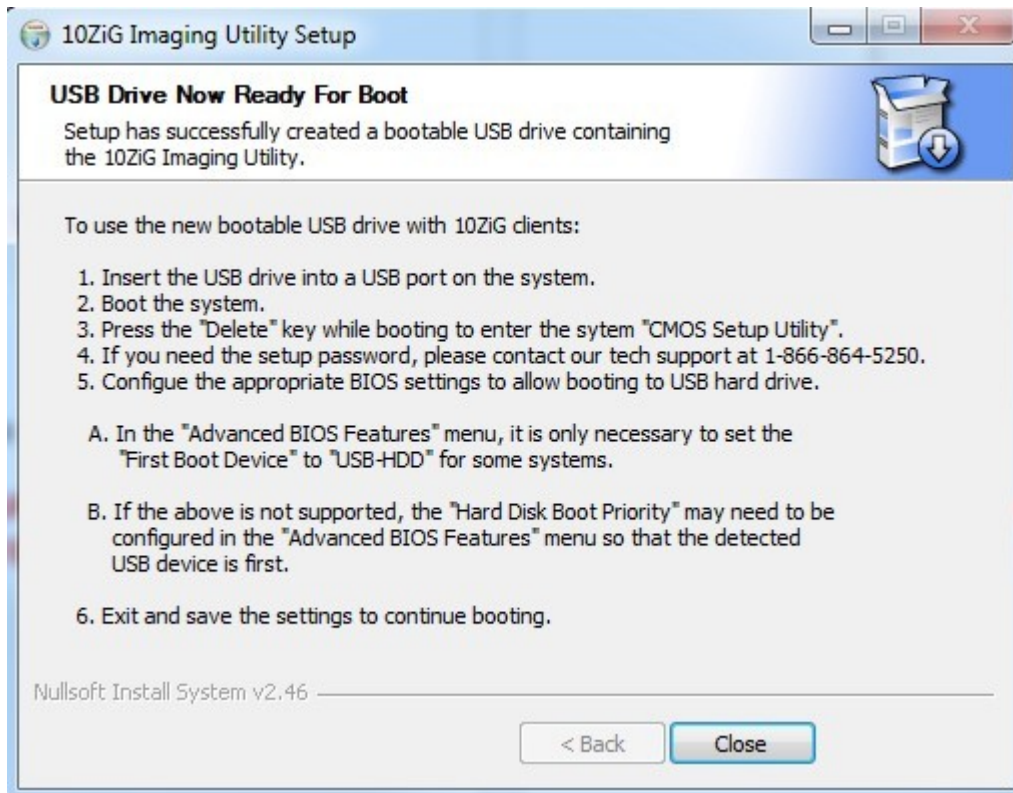 10ZiG Imaging Utility Setup
USB Drive Now Ready For Boot
Setup has successfully created a bootable USB drive containing
the 10ZiG Imaging Utility.
To use the new bootable USB drive with 10ZiG clients:
1. Insert the USB drive into a USB port on the system.
2. Boot the system.
3. Press the "Delete" key while booting to enter the sytem "CMOS Setup Utility".
4. If you need the setup password, please contact our tech support at 1-866-864-5250.
5. Configue the appropriate BIOS settings to allow booting to USB hard drive.
A. In the "Advanced BIOS Features" menu, it is only necessary to set the
"First Boot Device" to "USB-HDD" for some systems.
B. If the above is not supported, the "Hard Disk Boot Priority" may need to be
configured in the "Advanced BIOS Features" menu so that the detected
USB device is first.
6. Exit and save the settings to continue booting.
Nullsoft Install System v2.46
< Back Close